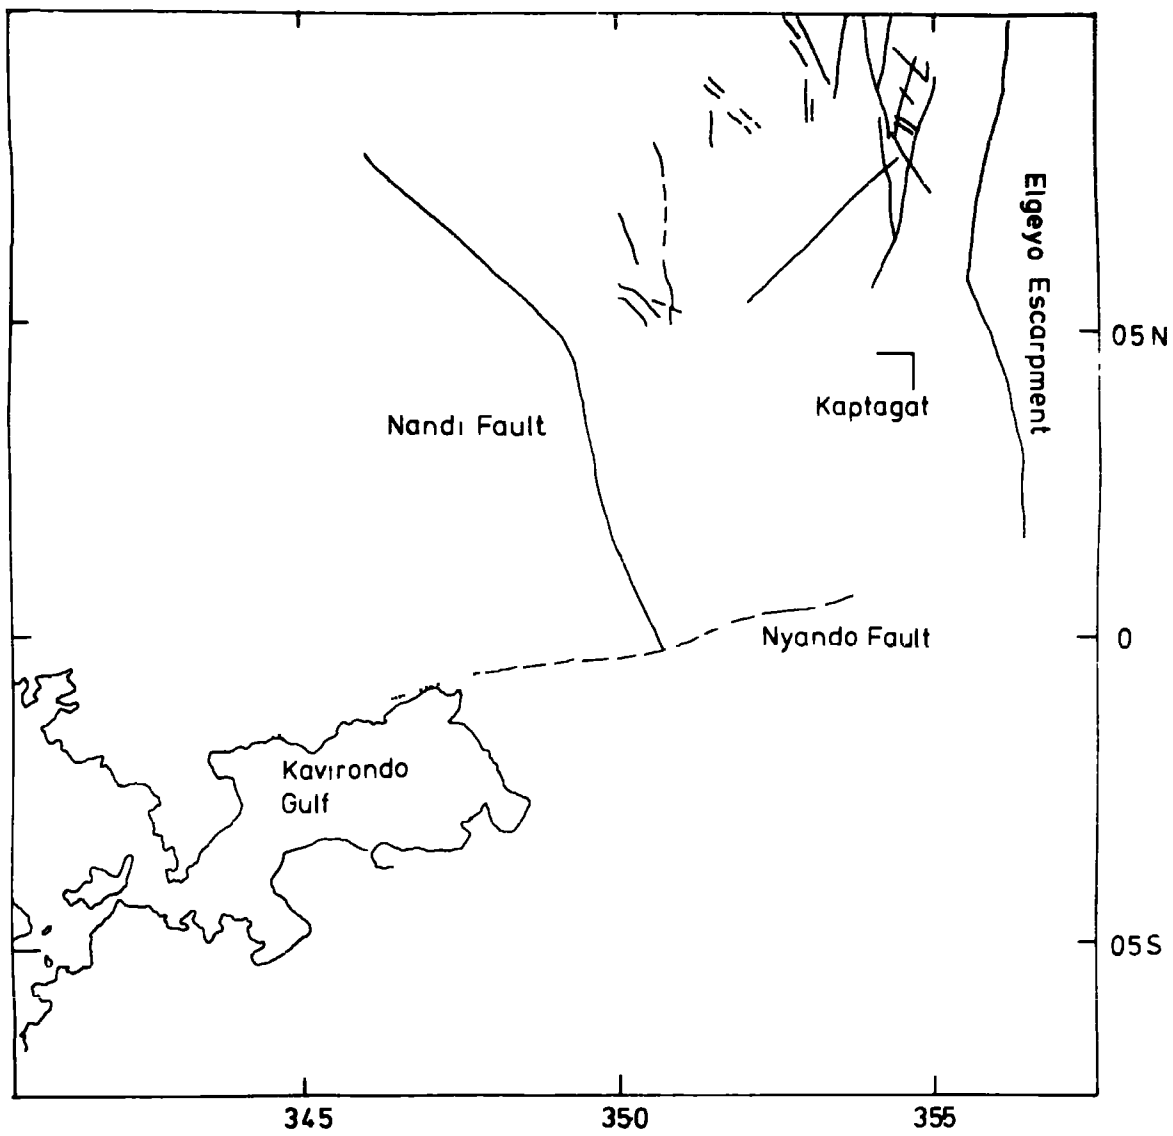 Elgeyo Escarpment
05N
Kaptagat
Nandi Fault
Nyando Fault
0
Kavirondo
Gulf
05S
345
350
355